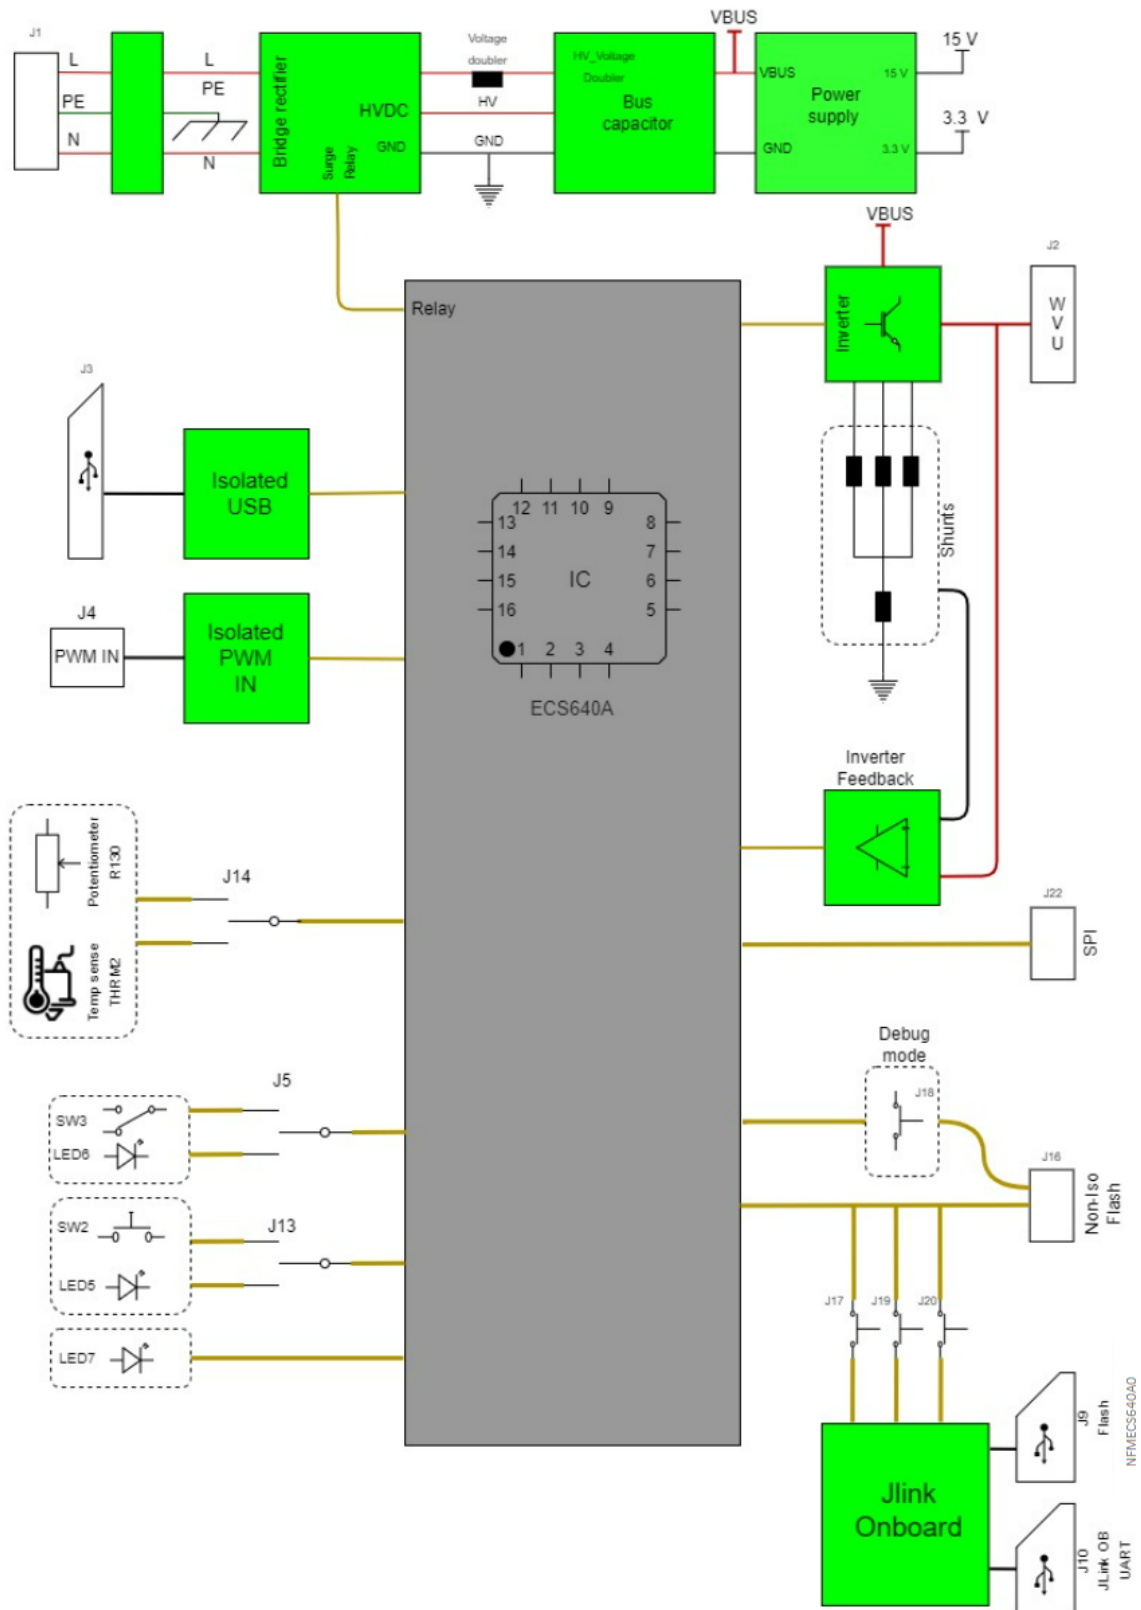 J1
L
PE
N
L
PE
N
Bridge rectifier
Surge
Relay
HVDC
GND
Voltage
doubler
HV
GND
HV_Voltage
Doubler
Bus
capacitor
VBUS
VBUS
GND
Power
supply
15 V
3.3 V
15 V
3.3 V
VBUS
Relay
Inverter
J2
W
V
U
J3
Isolated
USB
J4
PWM IN
Isolated
PWM
IN
12 11 10 9
13
14
15
16
8
7
6
5
IC
1 2 3 4
ECS640A
Shunts
Inverter
Feedback
Potentiometer
R130
Temp sense
THRM2
J14
J22
SPI
Debug
mode
J18
J5
SW3
LED6
J16
Non-Iso
Flash
SW2
J13
LED5
LED7
J17
J19
J20
Jlink
Onboard
J9
Flash
J10
JLink OB
UART
NFMECS640A0